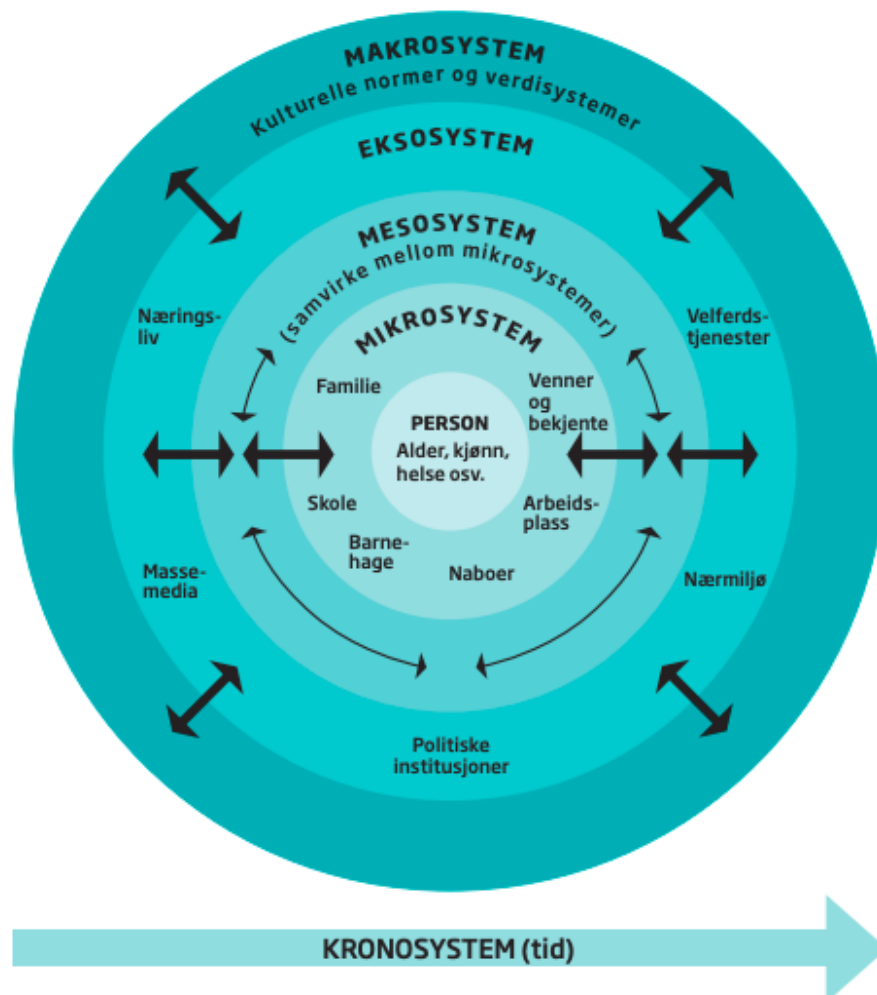 MAKROSYSTEM
Kulturelle normer og verdisystemer
EKSOSYSTEM
MESOSYSTEM
(samvirke mellom mikrosystemer)
MIKROSYSTEM
Nærings-
liv
Velferds-
tjenester
Familie
Venner
og
bekjente
PERSON
Alder, kjønn,
helse osv.
Skole
Arbeids-
plass
Barne-
hage
Naboer
Masse-
media
Nærmiljø
Politiske
institusjoner
KRONOSYSTEM (tid)